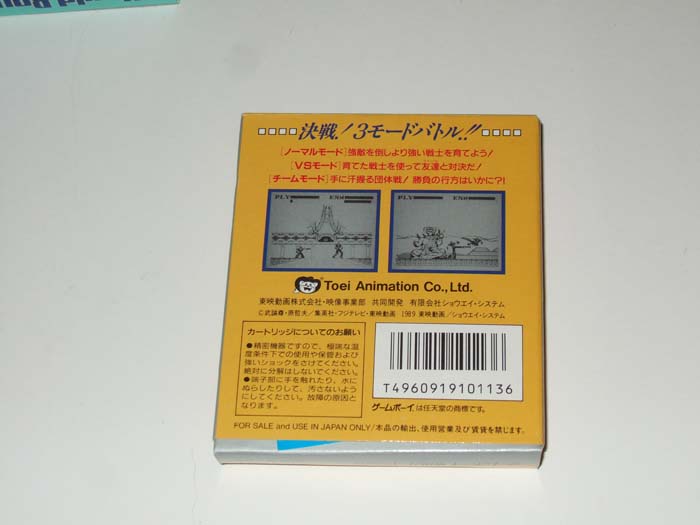 決戦!3モードバトル!!
[ノーマルモード]強敵を倒しより強い戦士を育てよう!
[VSモード]育てた戦士を使って友達と対決だ!
[チームモード]手に汗握る団体戦!勝負の行方はいかに?!
PLY ENM
PLY ENM
Toei Animation Co., Ltd.
東映動画株式会社・映像事業部 共同開発 有限会社ショウエイ・システム
©武論尊・原哲夫/集英社・フジテレビ・東映動画 1989 東映動画/ショウエイ・システム
カートリッジについてのお願い
●精密機器ですので、極端な温
度条件下での使用や保管および
強いショックをさけてください。
絶対に分解はしないでください。
●端子部に手を触れたり、水に
ぬらしたりして、汚さないよう
にしてください。故障の原因と
なります。
T4960919101136
ゲームボーイは任天堂の商標です。
FOR SALE and USE IN JAPAN ONLY/本品の輸出、使用営業及び賃貸を禁じます。